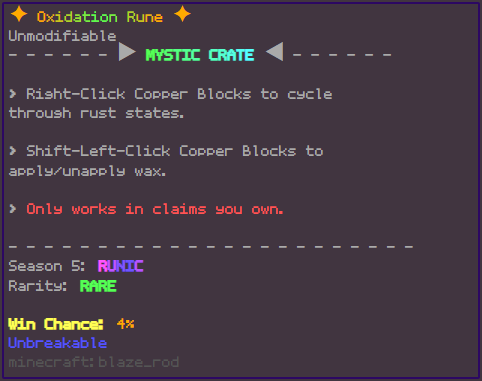 ✦ Oxidation Rune ✦
Unmodifiable
- - - - - - ▶ MYSTIC CRATE ◀ - - - - - -
> Right-Click Copper Blocks to cycle
through rust states.
> Shift-Left-Click Copper Blocks to
apply/unapply wax.
> Only works in claims you own.
- - - - - - - - - - - - - - - - - - - - - - - -
Season 5: RUNIC
Rarity: RARE
Win Chance: 4%
Unbreakable
minecraft:blaze_rod